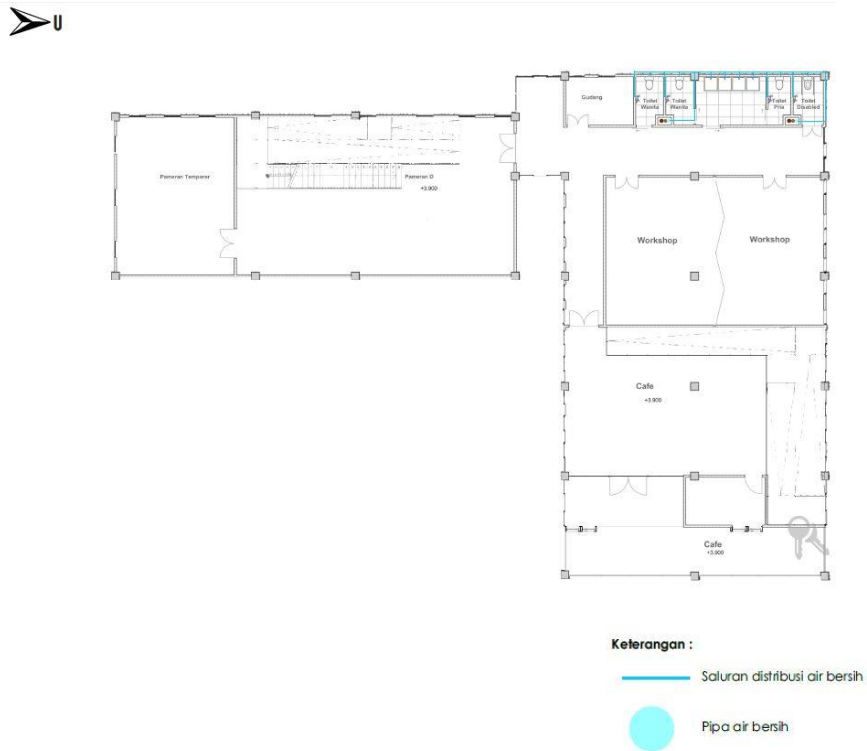 U
Gudang
Toilet
Wanita
Toilet
Wanita
Toilet
Pria
Toilet
Disabled
Pameran Temporer
Pameran D
+3.900
Workshop
Workshop
Cafe
+3.900
Cafe
+3.900
Keterangan :
Saluran distribusi air bersih
Pipa air bersih